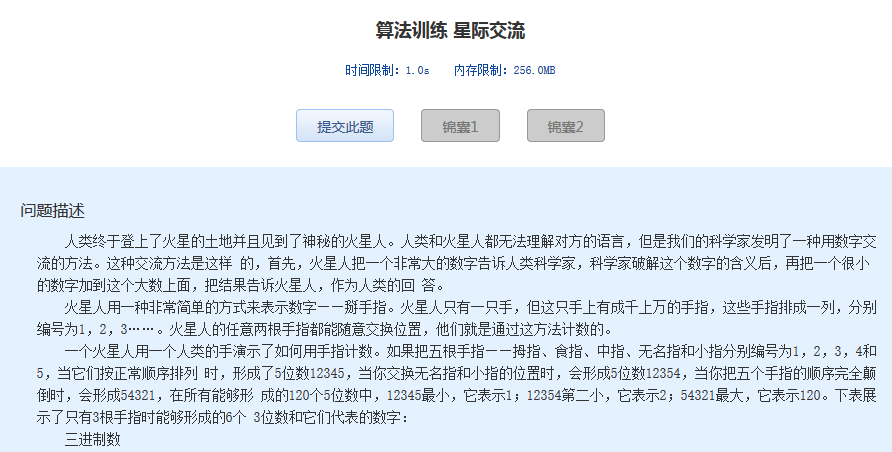 算法训练 星际交流
时间限制：1.0s 内存限制：256.0MB
提交此题 锦囊1 锦囊2
问题描述
人类终于登上了火星的土地并且见到了神秘的火星人。人类和火星人都无法理解对方的语言，但是我们的科学家发明了一种用数字交
流的方法。这种交流方法是这样 的，首先，火星人把一个非常大的数字告诉人类科学家，科学家破解这个数字的含义后，再把一个很小
的数字加到这个大数上面，把结果告诉火星人，作为人类的回 答。
火星人用一种非常简单的方式来表示数字——掰手指。火星人只有一只手，但这只手上有成千上万的手指，这些手指排成一列，分别
编号为1，2，3……。火星人的任意两根手指都能随意交换位置，他们就是通过这方法计数的。
一个火星人用一个人类的手演示了如何用手指计数。如果把五根手指——拇指、食指、中指、无名指和小指分别编号为1，2，3，4和
5，当它们按正常顺序排列 时，形成了5位数12345，当你交换无名指和小指的位置时，会形成5位数12354，当你把五个手指的顺序完全颠
倒时，会形成54321，在所有能够形 成的120个5位数中，12345最小，它表示1；12354第二小，它表示2；54321最大，它表示120。下表展
示了只有3根手指时能够形成的6个 3位数和它们代表的数字：
三进制数